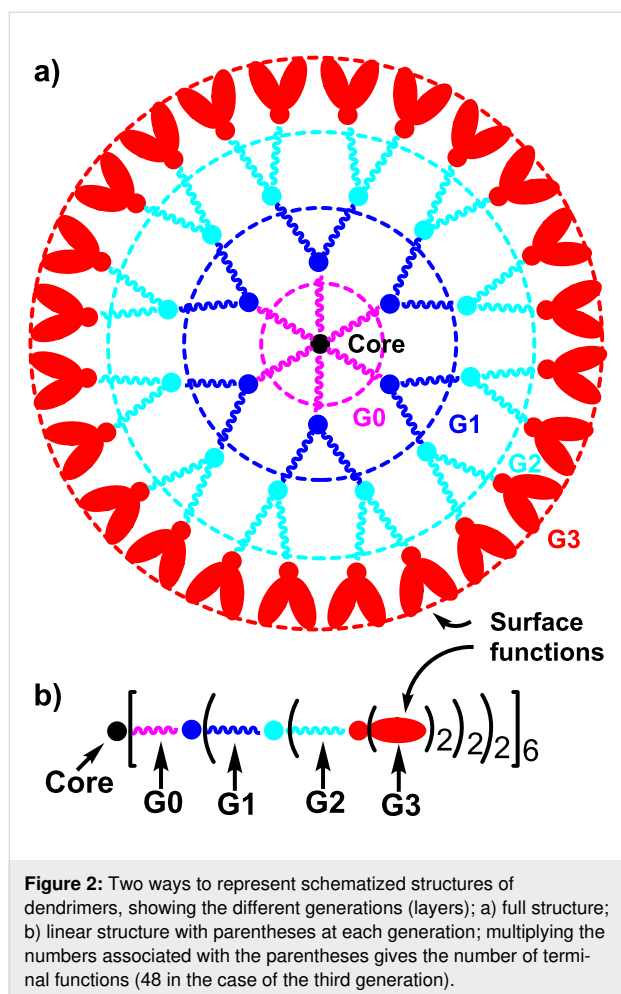 a)
Core
G0
G1
G2
G3
Surface
functions
b)
2 2 2 6
Core
G0 G1 G2 G3
Figure 2: Two ways to represent schematized structures of
dendrimers, showing the different generations (layers); a) full structure;
b) linear structure with parentheses at each generation; multiplying the
numbers associated with the parentheses gives the number of termi-
nal functions (48 in the case of the third generation).